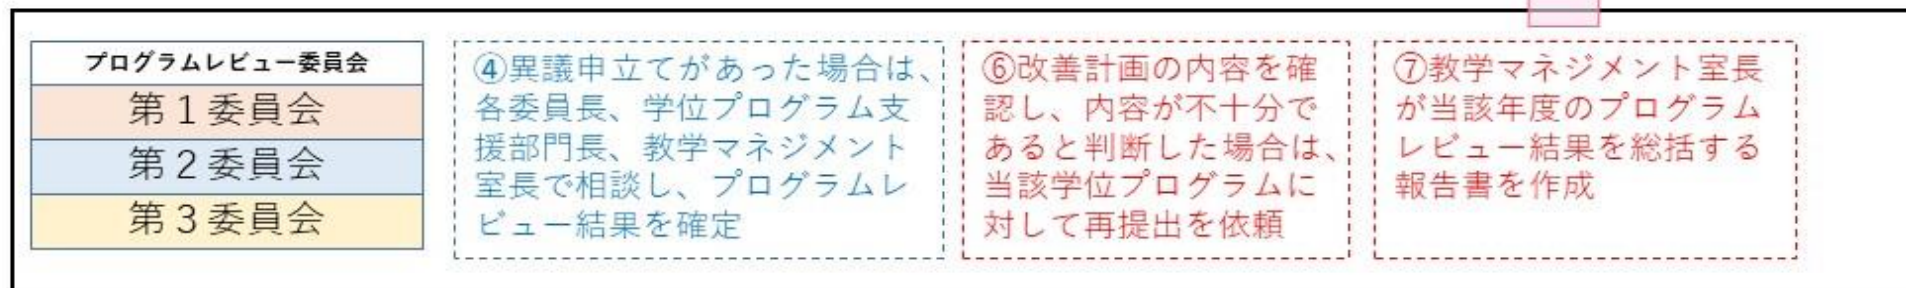 プログラムレビュー委員会
第１委員会
第２委員会
第３委員会
④異議申立てがあった場合は、
各委員長、学位プログラム支
援部門長、教学マネジメント
室長で相談し、プログラムレ
ビュー結果を確定
⑥改善計画の内容を確
認し、内容が不十分で
あると判断した場合は、
当該学位プログラムに
対して再提出を依頼
⑦教学マネジメント室長
が当該年度のプログラム
レビュー結果を総括する
報告書を作成